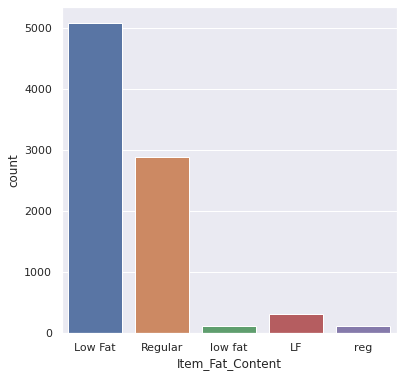 5000
4000
3000
2000
1000
0
count
Low Fat Regular low fat LF reg
Item_Fat_Content